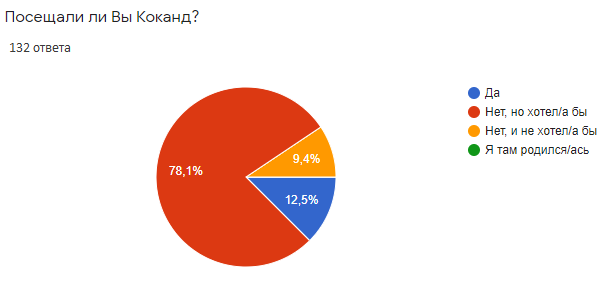 Посещали ли Вы Коканд?
132 ответа
Да
Нет, но хотел/а бы
Нет, и не хотел/а бы
Я там родился/ась
78,1%
9,4%
12,5%